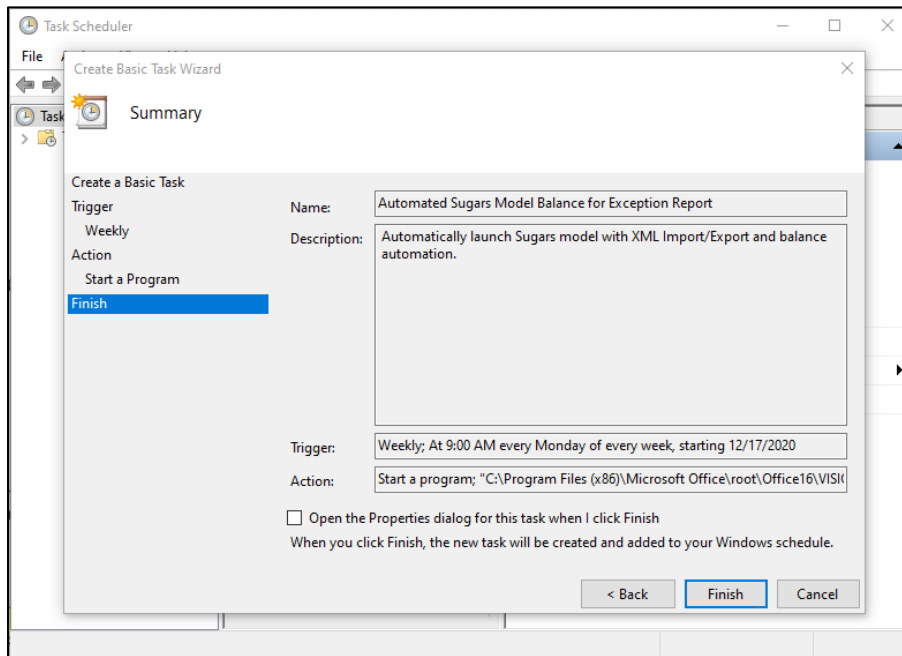 Task Scheduler
File
Create Basic Task Wizard
Task
Summary
Create a Basic Task
Trigger
Weekly
Action
Start a Program
Finish
Name:
Automated Sugars Model Balance for Exception Report
Description:
Automatically launch Sugars model with XML Import/Export and balance
automation.
Trigger:
Weekly; At 9:00 AM every Monday of every week, starting 12/17/2020
Action:
Start a program; "C:\Program Files (x86)\Microsoft Office\root\Office16\VISI
Open the Properties dialog for this task when I click Finish
When you click Finish, the new task will be created and added to your Windows schedule.
< Back
Finish
Cancel